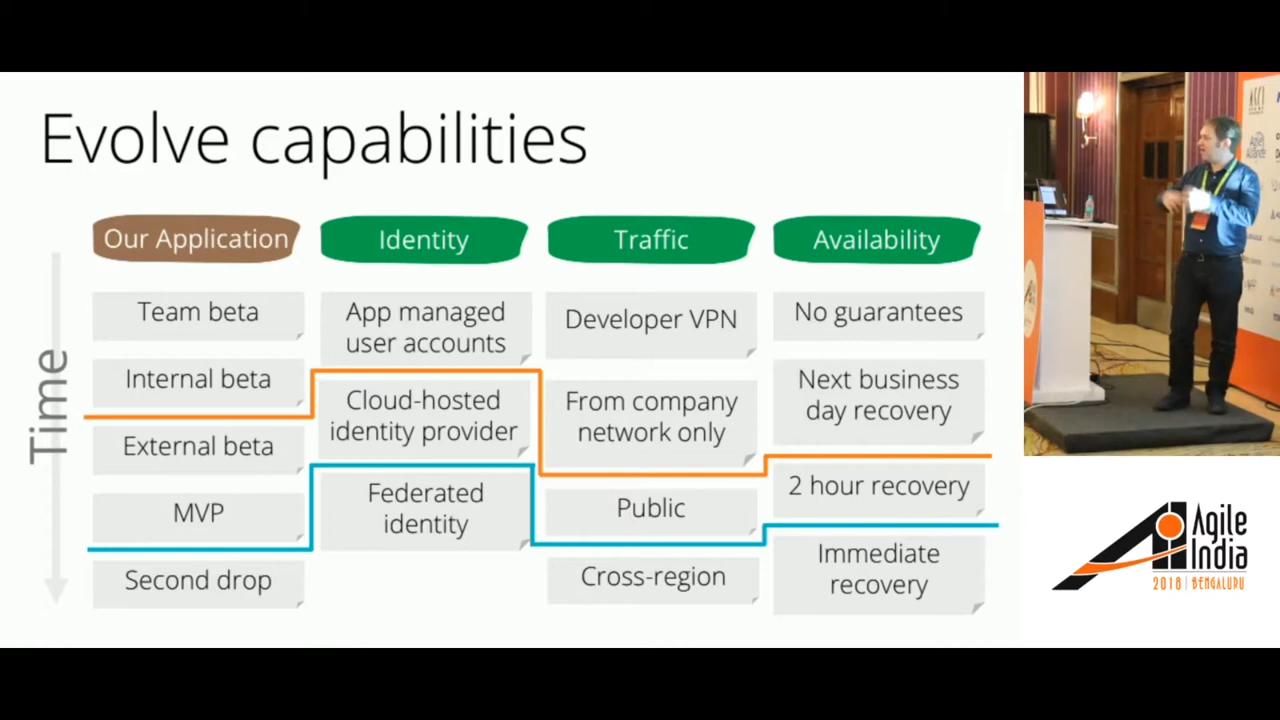 Evolve capabilities
Our Application
Identity
Traffic
Availability
Time
Team beta
App managed
user accounts
Developer VPN
No guarantees
Internal beta
Cloud-hosted
identity provider
From company
network only
Next business
day recovery
External beta
Federated
identity
Public
2 hour recovery
MVP
Cross-region
Immediate
recovery
Second drop
Agile
India
2018 | BENGALURU